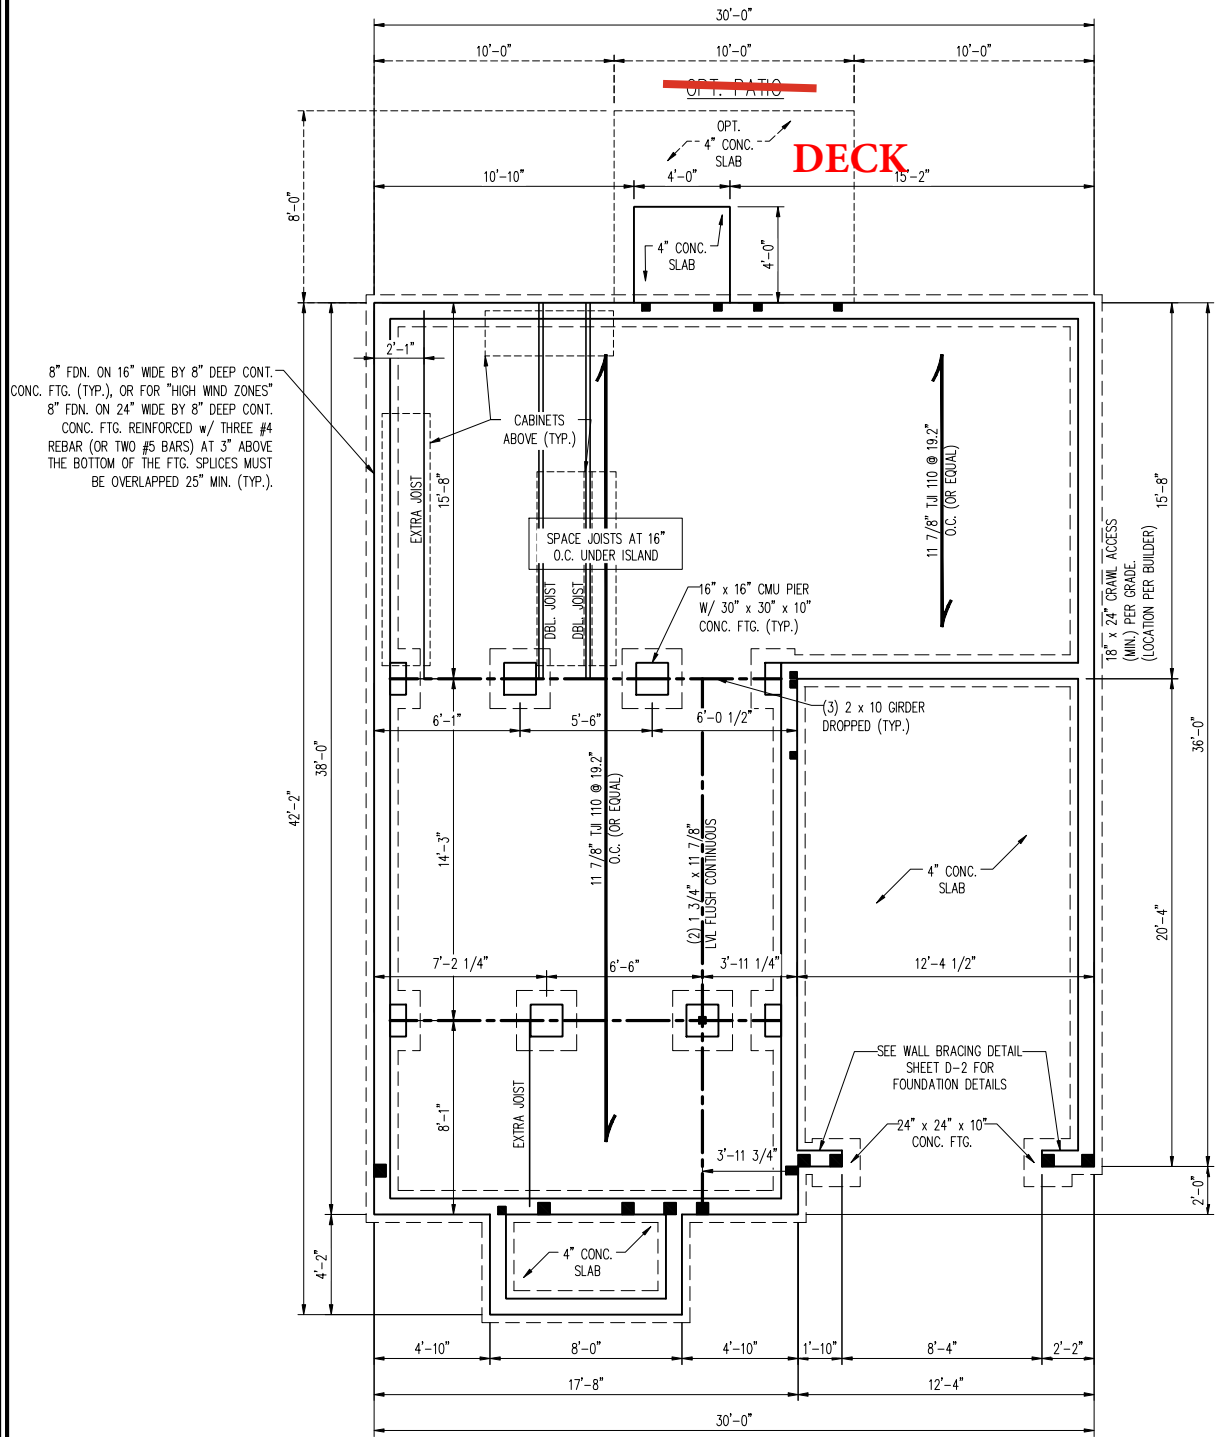 30'-0"
10'-0"
10'-0"
10'-0"
OPT. PATIO
OPT.
4" CONC.
SLAB
DECK
10'-10"
4'-0"
15'-2"
8'-0"
4" CONC.
SLAB
4'-0"
2'-1"
8" FDN. ON 16" WIDE BY 8" DEEP CONT.
CONC. FTG. (TYP.), OR FOR "HIGH WIND ZONES"
8" FDN. ON 24" WIDE BY 8" DEEP CONT.
CONC. FTG. REINFORCED w/ THREE #4
REBAR (OR TWO #5 BARS) AT 3" ABOVE
THE BOTTOM OF THE FTG. SPLICES MUST
BE OVERLAPPED 25" MIN. (TYP.).
CABINETS
ABOVE (TYP.)
EXTRA JOIST
15'-8"
SPACE JOISTS AT 16"
O.C. UNDER ISLAND
DBL. JOIST
DBL. JOIST
11 7/8" TJI 110 @ 19.2"
O.C. (OR EQUAL)
15'-8"
18" x 24" CRAWL ACCESS
(MIN.) PER GRADE.
(LOCATION PER BUILDER)
16" x 16" CMU PIER
W/ 30" x 30" x 10"
CONC. FTG. (TYP.)
(3) 2 x 10 GIRDER
DROPPED (TYP.)
6'-1"
5'-6"
6'-0 1/2"
42'-2"
38'-0"
36'-0"
14'-3"
11 7/8" TJI 110 @ 19.2"
O.C. (OR EQUAL)
(2) 1 3/4" x 11 7/8"
LVL FLUSH CONTINUOUS
4" CONC.
SLAB
20'-4"
7'-2 1/4"
6'-6"
3'-11 1/4"
12'-4 1/2"
SEE WALL BRACING DETAIL
SHEET D-2 FOR
FOUNDATION DETAILS
8'-1"
EXTRA JOIST
24" x 24" x 10"
CONC. FTG.
3'-11 3/4"
2'-0"
4'-2"
4" CONC.
SLAB
4'-10"
8'-0"
4'-10"
1'-10"
8'-4"
2'-2"
17'-8"
12'-4"
30'-0"